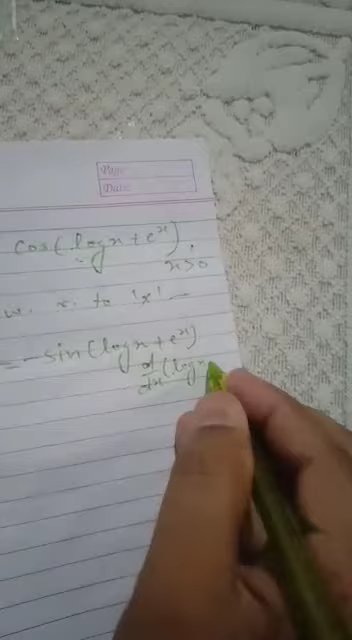 Page
Date
cos(log x + e^x), x>0
w. r. to 'x' —
= -sin(log x + e^x)
d/dx (log x